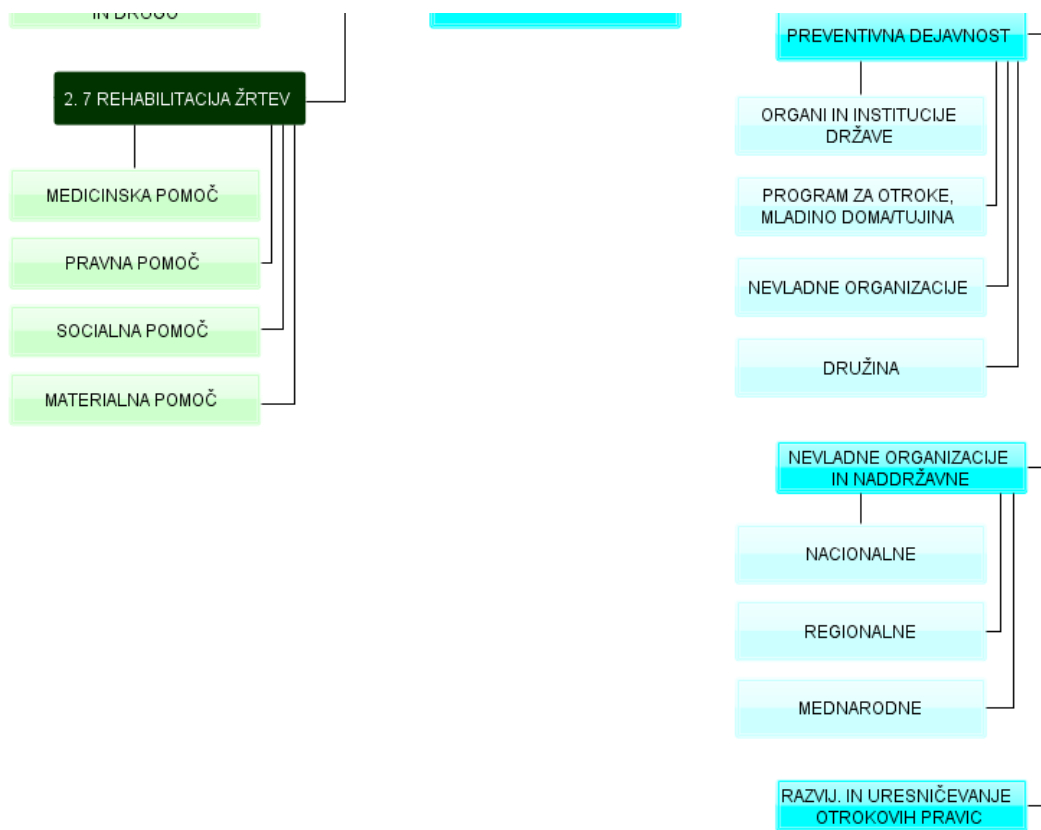 IN DRUGO
2. 7 REHABILITACIJA ŽRTEV
MEDICINSKA POMOČ
PRAVNA POMOČ
SOCIALNA POMOČ
MATERIALNA POMOČ
PREVENTIVNA DEJAVNOST
ORGANI IN INSTITUCIJE
DRŽAVE
PROGRAM ZA OTROKE,
MLADINO DOMA/TUJINA
NEVLADNE ORGANIZACIJE
DRUŽINA
NEVLADNE ORGANIZACIJE
IN NADDRŽAVNE
NACIONALNE
REGIONALNE
MEDNARODNE
RAZVIJ. IN URESNIČEVANJE
OTROKOVIH PRAVIC